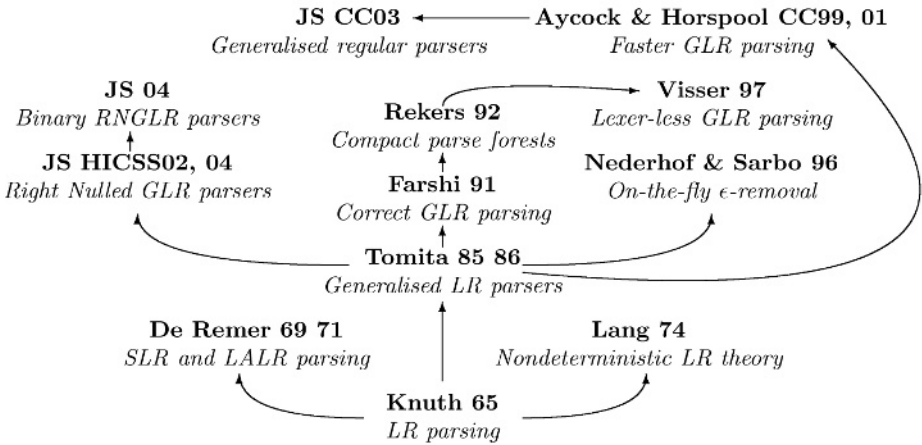 JS CC03
Generalised regular parsers
Aycock & Horspool CC99, 01
Faster GLR parsing
JS 04
Binary RNGLR parsers
Rekers 92
Compact parse forests
Visser 97
Lexer-less GLR parsing
JS HICSS02, 04
Right Nulled GLR parsers
Farshi 91
Correct GLR parsing
Nederhof & Sarbo 96
On-the-fly ϵ-removal
Tomita 85 86
Generalised LR parsers
De Remer 69 71
SLR and LALR parsing
Lang 74
Nondeterministic LR theory
Knuth 65
LR parsing